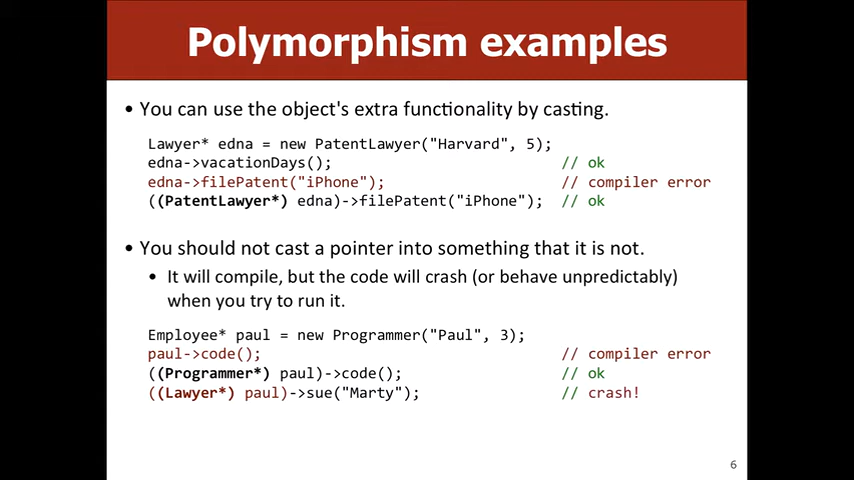 Polymorphism examples
• You can use the object's extra functionality by casting.
Lawyer* edna = new PatentLawyer("Harvard", 5);
edna->vacationDays(); // ok
edna->filePatent("iPhone"); // compiler error
((PatentLawyer*) edna)->filePatent("iPhone"); // ok
• You should not cast a pointer into something that it is not.
• It will compile, but the code will crash (or behave unpredictably)
when you try to run it.
Employee* paul = new Programmer("Paul", 3);
paul->code(); // compiler error
((Programmer*) paul)->code(); // ok
((Lawyer*) paul)->sue("Marty"); // crash!
6